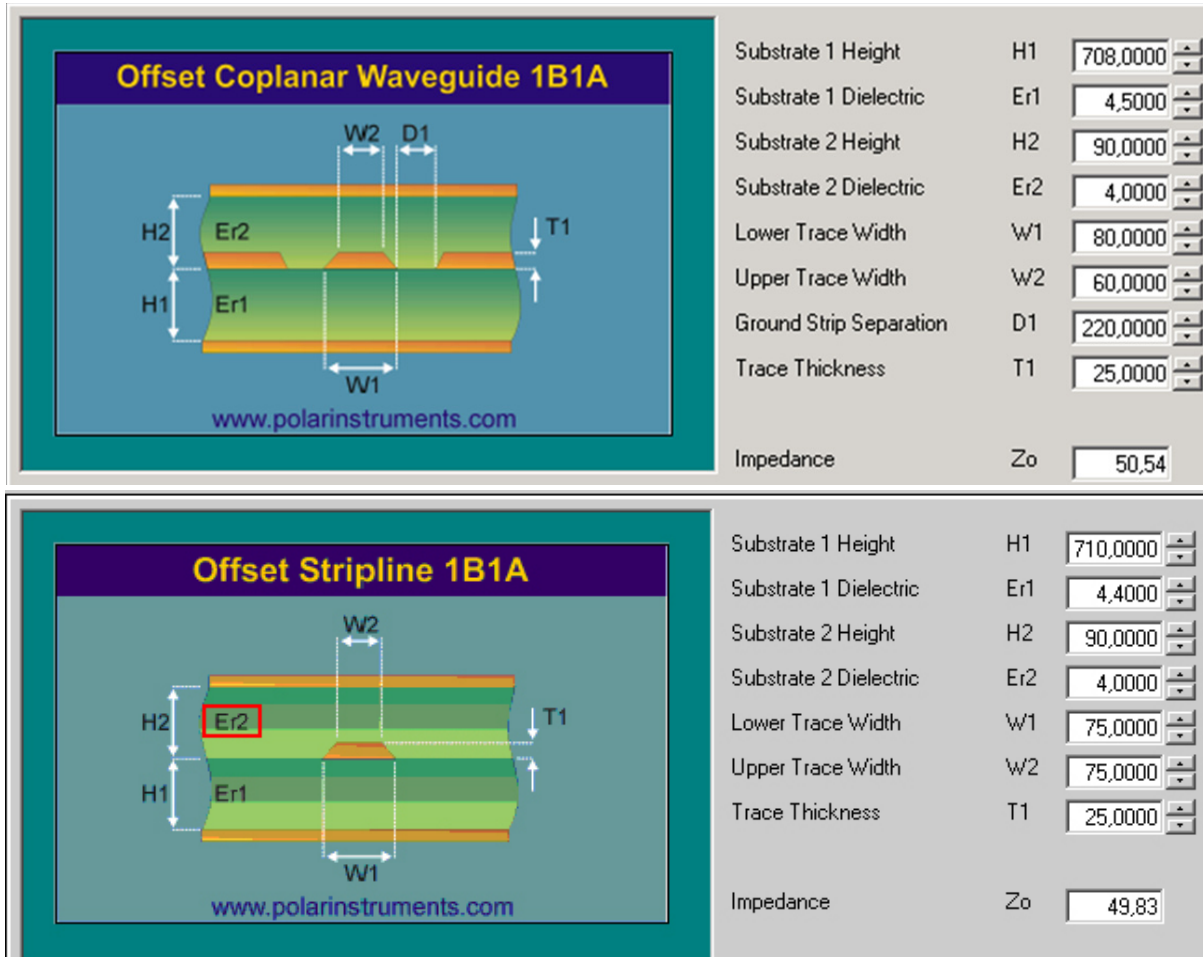 Offset Coplanar Waveguide 1B1A
W2 D1
H2 Er2 T1
H1 Er1
W1
www.polarinstruments.com
Substrate 1 Height H1 708,0000
Substrate 1 Dielectric Er1 4,5000
Substrate 2 Height H2 90,0000
Substrate 2 Dielectric Er2 4,0000
Lower Trace Width W1 80,0000
Upper Trace Width W2 60,0000
Ground Strip Separation D1 220,0000
Trace Thickness T1 25,0000
Impedance Zo 50,54
Offset Stripline 1B1A
W2
H2 Er2 T1
H1 Er1
W1
www.polarinstruments.com
Substrate 1 Height H1 710,0000
Substrate 1 Dielectric Er1 4,4000
Substrate 2 Height H2 90,0000
Substrate 2 Dielectric Er2 4,0000
Lower Trace Width W1 75,0000
Upper Trace Width W2 75,0000
Trace Thickness T1 25,0000
Impedance Zo 49,83